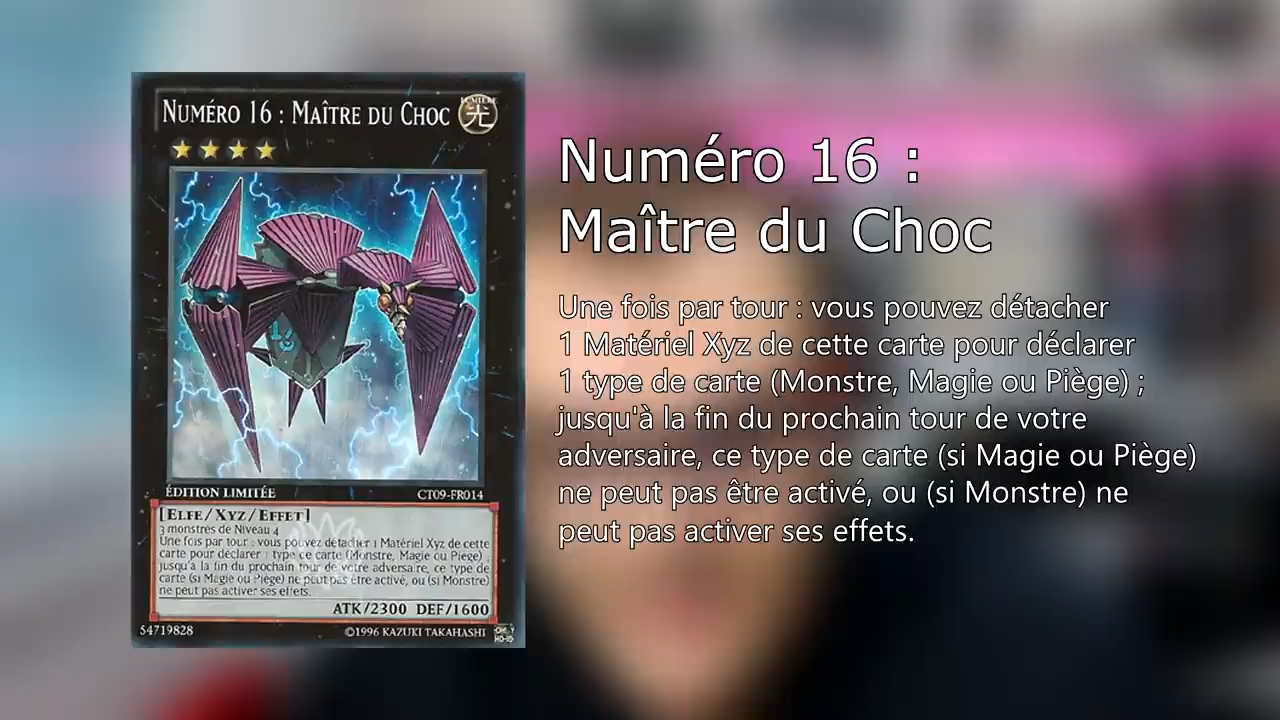 Numéro 16 : Maître du Choc
LUMIÈRE
光
ÉDITION LIMITÉE
CT09-FR014
[Elfe/Xyz/Effet]
3 monstres de Niveau 4
Une fois par tour : vous pouvez détacher 1 Matériel Xyz de cette
carte pour déclarer 1 type de carte (Monstre, Magie ou Piège) ;
jusqu'à la fin du prochain tour de votre adversaire, ce type de
carte (si Magie ou Piège) ne peut pas être activé, ou (si Monstre)
ne peut pas activer ses effets.
ATK/2300 DEF/1600
54719828
©1996 KAZUKI TAKAHASHI
Numéro 16 :
Maître du Choc
Une fois par tour : vous pouvez détacher
1 Matériel Xyz de cette carte pour déclarer
1 type de carte (Monstre, Magie ou Piège) ;
jusqu'à la fin du prochain tour de votre
adversaire, ce type de carte (si Magie ou Piège)
ne peut pas être activé, ou (si Monstre) ne
peut pas activer ses effets.